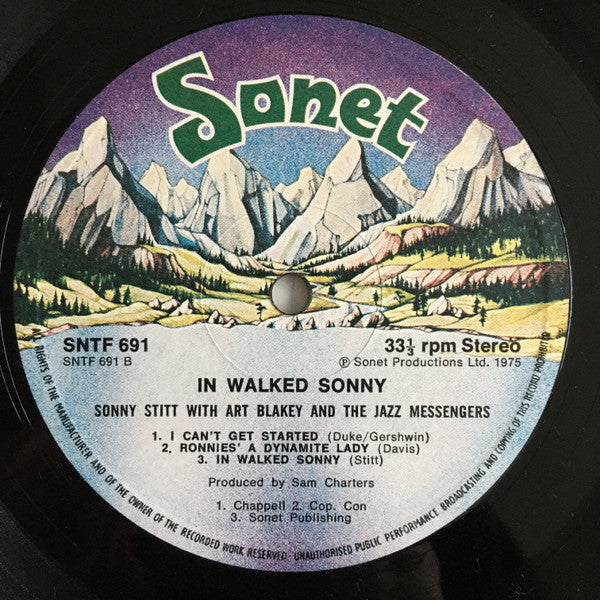 Sonet
SNTF 691
SNTF 691 B
33⅓ rpm Stereo
℗ Sonet Productions Ltd. 1975
IN WALKED SONNY
SONNY STITT WITH ART BLAKEY AND THE JAZZ MESSENGERS
1. I CAN'T GET STARTED (Duke/Gershwin)
2. RONNIES' A DYNAMITE LADY (Davis)
3. IN WALKED SONNY (Stitt)
Produced by Sam Charters
1. Chappell 2. Cop. Con
3. Sonet Publishing
ALL RIGHTS OF THE MANUFACTURER AND OF THE OWNER OF THE RECORDED WORK RESERVED - UNAUTHORISED PUBLIC PERFORMANCE BROADCASTING AND COPYING OF THIS RECORD PROHIBITED